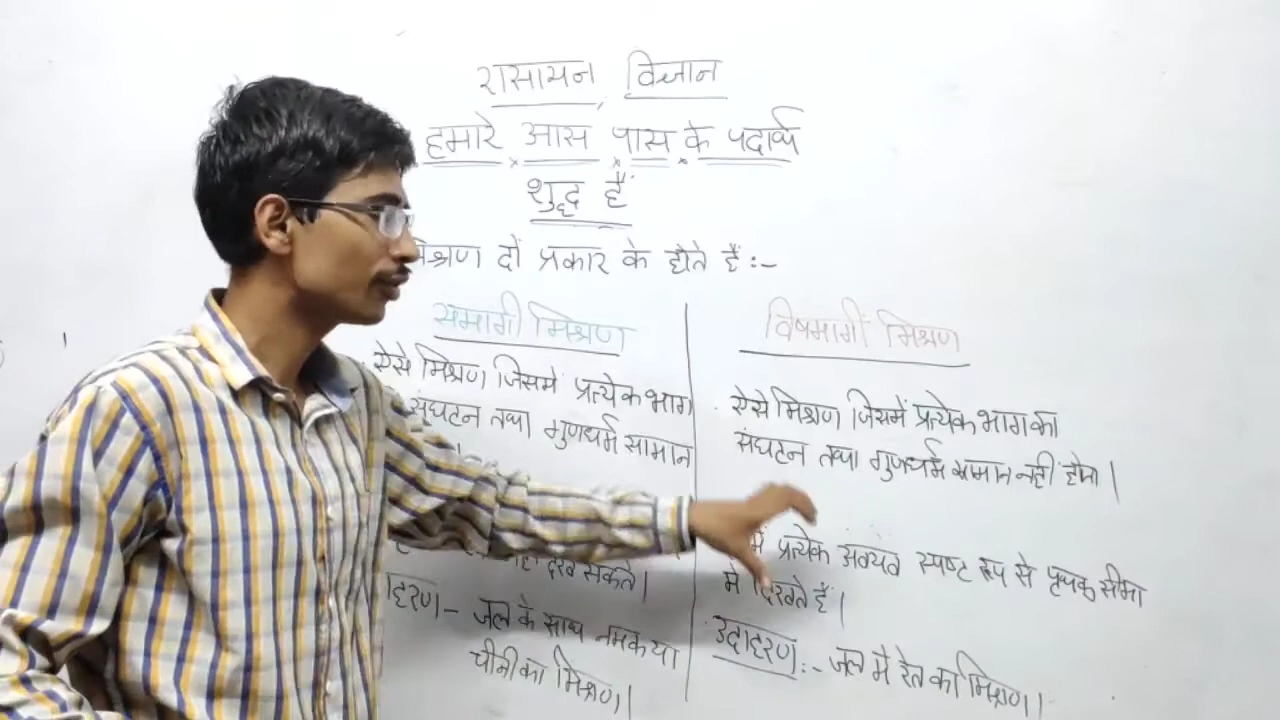 रासायन विज्ञान
हमारे आस पास के पदार्थ
शुद्ध हैं
मिश्रण दो प्रकार के होते हैं :-
समांगी मिश्रण
ऐसे मिश्रण जिसमें प्रत्येक भाग
संघटन तथा गुणधर्म सामान
देख सकते।
उदाहरण - जल के साथ नमक या
चीनी का मिश्रण।
विषमांगी मिश्रण
ऐसे मिश्रण जिसमें प्रत्येक भाग का
संघटन तथा गुणधर्म समान नहीं होता।
में प्रत्येक अवयव स्पष्ट रूप से पृथक सीमा
में दिखते हैं।
उदाहरण :- जल में रेत का मिश्रण।